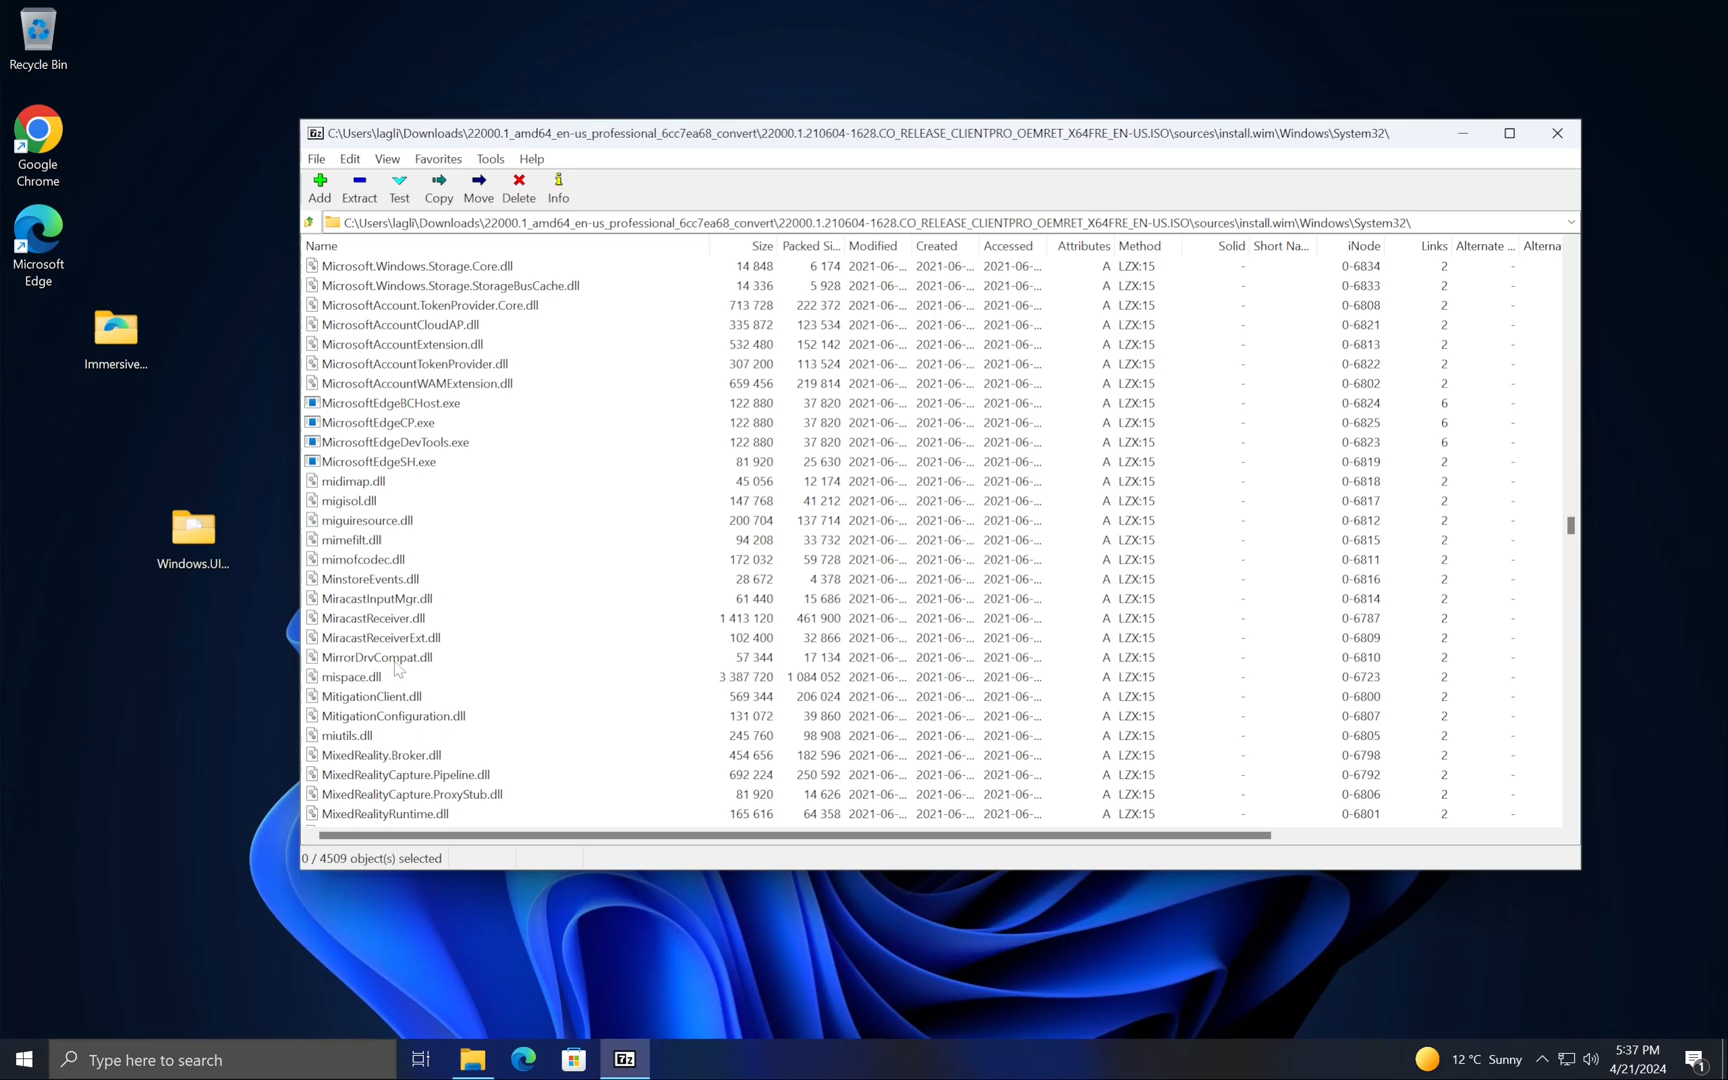 Recycle Bin
Google
Chrome
Microsoft
Edge
Immersive...
Windows.UI...
7z C:\Users\lagli\Downloads\22000.1_amd64_en-us_professional_6cc7ea68_convert\22000.1.210604-1628.CO_RELEASE_CLIENTPRO_OEMRET_X64FRE_EN-US.ISO\sources\install.wim\Windows\System32\
File Edit View Favorites Tools Help
Add Extract Test Copy Move Delete Info
C:\Users\lagli\Downloads\22000.1_amd64_en-us_professional_6cc7ea68_convert\22000.1.210604-1628.CO_RELEASE_CLIENTPRO_OEMRET_X64FRE_EN-US.ISO\sources\install.wim\Windows\System32\
Name Size Packed Si... Modified Created Accessed Attributes Method Solid Short Na... iNode Links Alternate ... Alterna
Microsoft.Windows.Storage.Core.dll 14 848 6 174 2021-06-... 2021-06-... 2021-06-... A LZX:15 - 0-6834 2 -
Microsoft.Windows.Storage.StorageBusCache.dll 14 336 5 928 2021-06-... 2021-06-... 2021-06-... A LZX:15 - 0-6833 2 -
MicrosoftAccount.TokenProvider.Core.dll 713 728 222 372 2021-06-... 2021-06-... 2021-06-... A LZX:15 - 0-6808 2 -
MicrosoftAccountCloudAP.dll 335 872 123 534 2021-06-... 2021-06-... 2021-06-... A LZX:15 - 0-6821 2 -
MicrosoftAccountExtension.dll 532 480 152 142 2021-06-... 2021-06-... 2021-06-... A LZX:15 - 0-6813 2 -
MicrosoftAccountTokenProvider.dll 307 200 113 524 2021-06-... 2021-06-... 2021-06-... A LZX:15 - 0-6822 2 -
MicrosoftAccountWAMExtension.dll 659 456 219 814 2021-06-... 2021-06-... 2021-06-... A LZX:15 - 0-6802 2 -
MicrosoftEdgeBCHost.exe 122 880 37 820 2021-06-... 2021-06-... 2021-06-... A LZX:15 - 0-6824 6 -
MicrosoftEdgeCP.exe 122 880 37 820 2021-06-... 2021-06-... 2021-06-... A LZX:15 - 0-6825 6 -
MicrosoftEdgeDevTools.exe 122 880 37 820 2021-06-... 2021-06-... 2021-06-... A LZX:15 - 0-6823 6 -
MicrosoftEdgeSH.exe 81 920 25 630 2021-06-... 2021-06-... 2021-06-... A LZX:15 - 0-6819 2 -
midimap.dll 45 056 12 174 2021-06-... 2021-06-... 2021-06-... A LZX:15 - 0-6818 2 -
migisol.dll 147 768 41 212 2021-06-... 2021-06-... 2021-06-... A LZX:15 - 0-6817 2 -
miguiresource.dll 200 704 137 714 2021-06-... 2021-06-... 2021-06-... A LZX:15 - 0-6812 2 -
mimefilt.dll 94 208 33 732 2021-06-... 2021-06-... 2021-06-... A LZX:15 - 0-6815 2 -
mimofcodec.dll 172 032 59 728 2021-06-... 2021-06-... 2021-06-... A LZX:15 - 0-6811 2 -
MinstoreEvents.dll 28 672 4 378 2021-06-... 2021-06-... 2021-06-... A LZX:15 - 0-6816 2 -
MiracastInputMgr.dll 61 440 15 686 2021-06-... 2021-06-... 2021-06-... A LZX:15 - 0-6814 2 -
MiracastReceiver.dll 1 413 120 461 900 2021-06-... 2021-06-... 2021-06-... A LZX:15 - 0-6787 2 -
MiracastReceiverExt.dll 102 400 32 866 2021-06-... 2021-06-... 2021-06-... A LZX:15 - 0-6809 2 -
MirrorDrvCompat.dll 57 344 17 134 2021-06-... 2021-06-... 2021-06-... A LZX:15 - 0-6810 2 -
mispace.dll 3 387 720 1 084 052 2021-06-... 2021-06-... 2021-06-... A LZX:15 - 0-6723 2 -
MitigationClient.dll 569 344 206 024 2021-06-... 2021-06-... 2021-06-... A LZX:15 - 0-6800 2 -
MitigationConfiguration.dll 131 072 39 860 2021-06-... 2021-06-... 2021-06-... A LZX:15 - 0-6807 2 -
miutils.dll 245 760 98 908 2021-06-... 2021-06-... 2021-06-... A LZX:15 - 0-6805 2 -
MixedReality.Broker.dll 454 656 182 596 2021-06-... 2021-06-... 2021-06-... A LZX:15 - 0-6798 2 -
MixedRealityCapture.Pipeline.dll 692 224 250 592 2021-06-... 2021-06-... 2021-06-... A LZX:15 - 0-6792 2 -
MixedRealityCapture.ProxyStub.dll 81 920 14 626 2021-06-... 2021-06-... 2021-06-... A LZX:15 - 0-6806 2 -
MixedRealityRuntime.dll 165 616 64 358 2021-06-... 2021-06-... 2021-06-... A LZX:15 - 0-6801 2 -
0 / 4509 object(s) selected
Type here to search 7z 12 °C Sunny 5:37 PM
4/21/2024 1